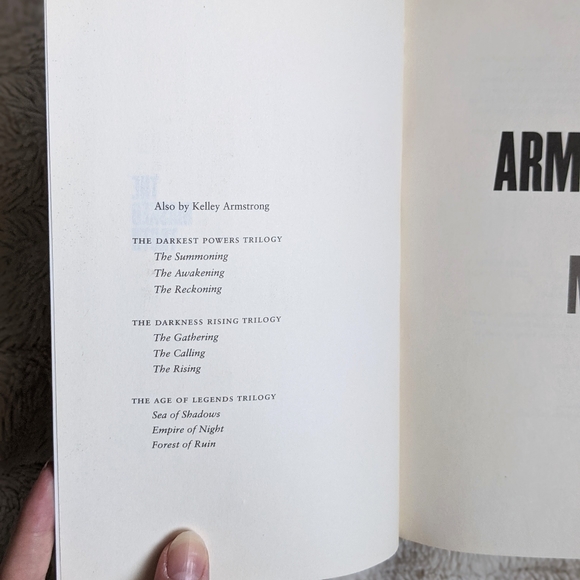 Also by Kelley Armstrong
THE DARKEST POWERS TRILOGY
The Summoning
The Awakening
The Reckoning
THE DARKNESS RISING TRILOGY
The Gathering
The Calling
The Rising
THE AGE OF LEGENDS TRILOGY
Sea of Shadows
Empire of Night
Forest of Ruin
ARM